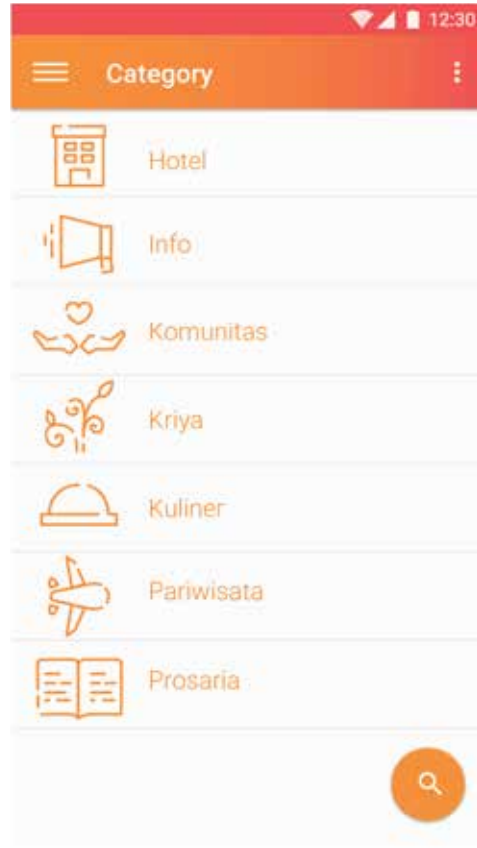 12:30
Category
Hotel
Info
Komunitas
Kriya
Kuliner
Pariwisata
Prosaria